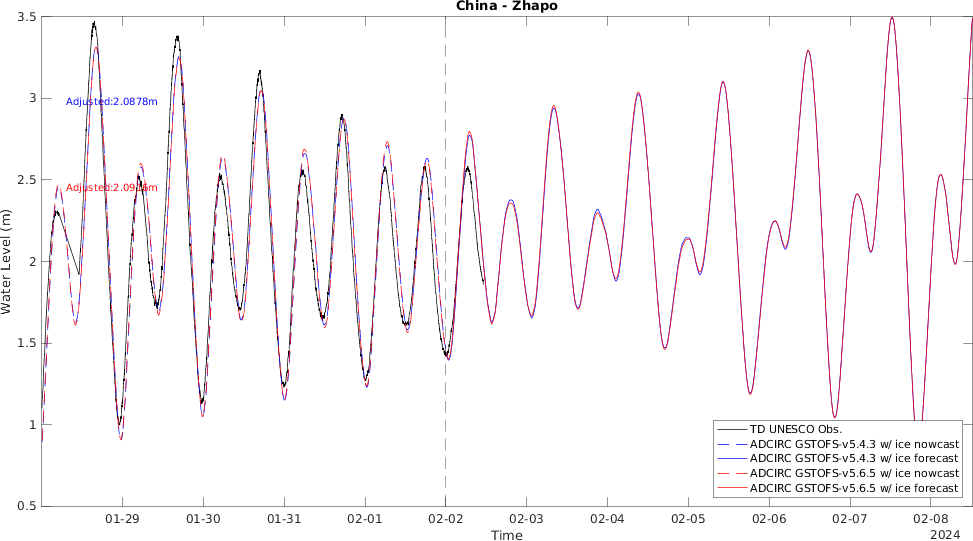 China - Zhapo
3.5
3
2.5
2
1.5
1
0.5
Water Level (m)
Adjusted:2.0878m
TD UNESCO Obs.
ADCIRC GSTOFS-v5.4.3 w/ ice nowcast
ADCIRC GSTOFS-v5.4.3 w/ ice forecast
ADCIRC GSTOFS-v5.6.5 w/ ice nowcast
ADCIRC GSTOFS-v5.6.5 w/ ice forecast
01-29 01-30 01-31 02-01 02-02 02-03 02-04 02-05 02-06 02-07 02-08
Time
2024